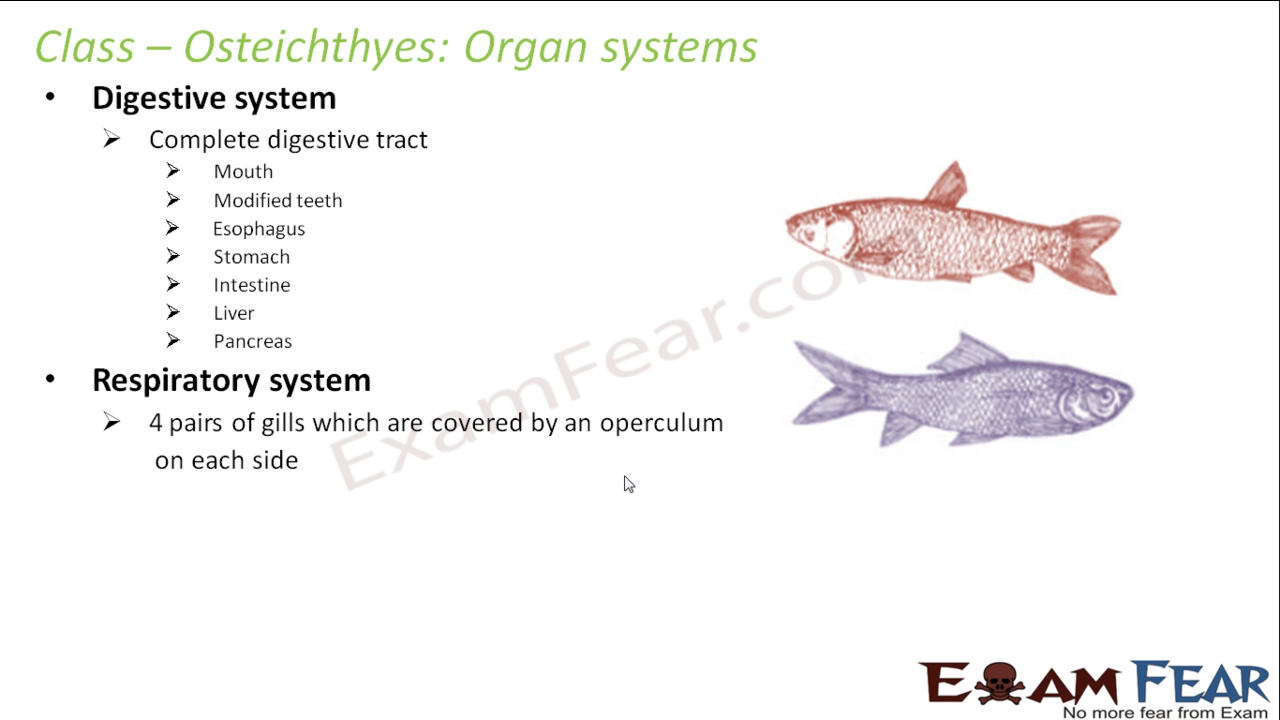 Class – Osteichthyes: Organ systems
• Digestive system
➢ Complete digestive tract
➢ Mouth
➢ Modified teeth
➢ Esophagus
➢ Stomach
➢ Intestine
➢ Liver
➢ Pancreas
• Respiratory system
➢ 4 pairs of gills which are covered by an operculum
on each side
ExamFear.com
EXAM FEAR
No more fear from Exam